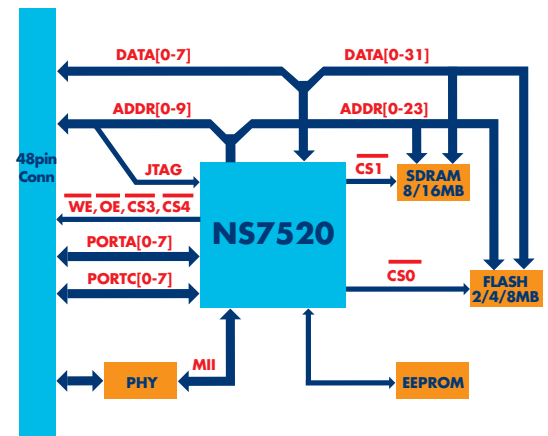 DATA[0-7]
DATA[0-31]
ADDR[0-9]
ADDR[0-23]
48pin
Conn
JTAG
CS1
SDRAM
8/16MB
WE, OE, CS3, CS4
NS7520
PORTA[0-7]
CS0
PORTC[0-7]
FLASH
2/4/8MB
MII
PHY
EEPROM